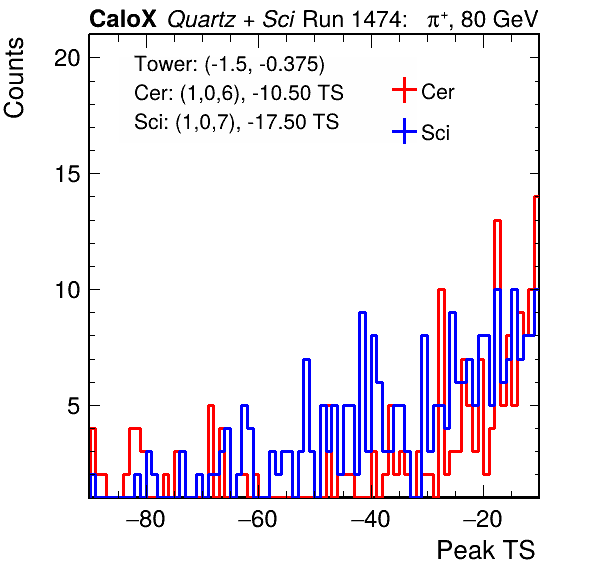 CaloX Quartz + Sci Run 1474: π⁺, 80 GeV
Counts
20
15
10
5
Tower: (-1.5, -0.375)
Cer: (1,0,6), -10.50 TS
Sci: (1,0,7), -17.50 TS
Cer
Sci
−80 −60 −40 −20
Peak TS